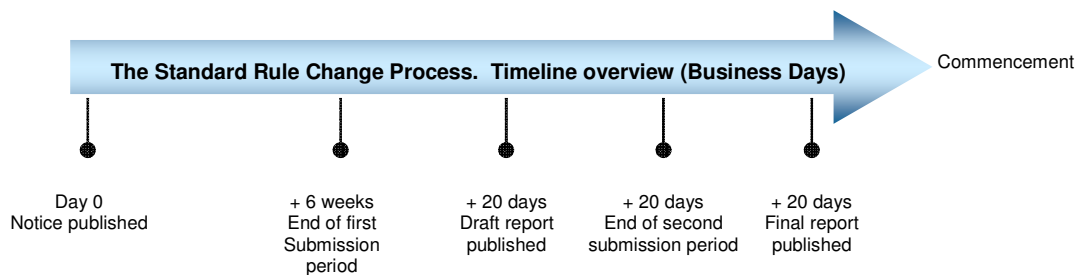 The Standard Rule Change Process. Timeline overview (Business Days)
Commencement
Day 0
Notice published
+ 6 weeks
End of first
Submission
period
+ 20 days
Draft report
published
+ 20 days
End of second
submission period
+ 20 days
Final report
published